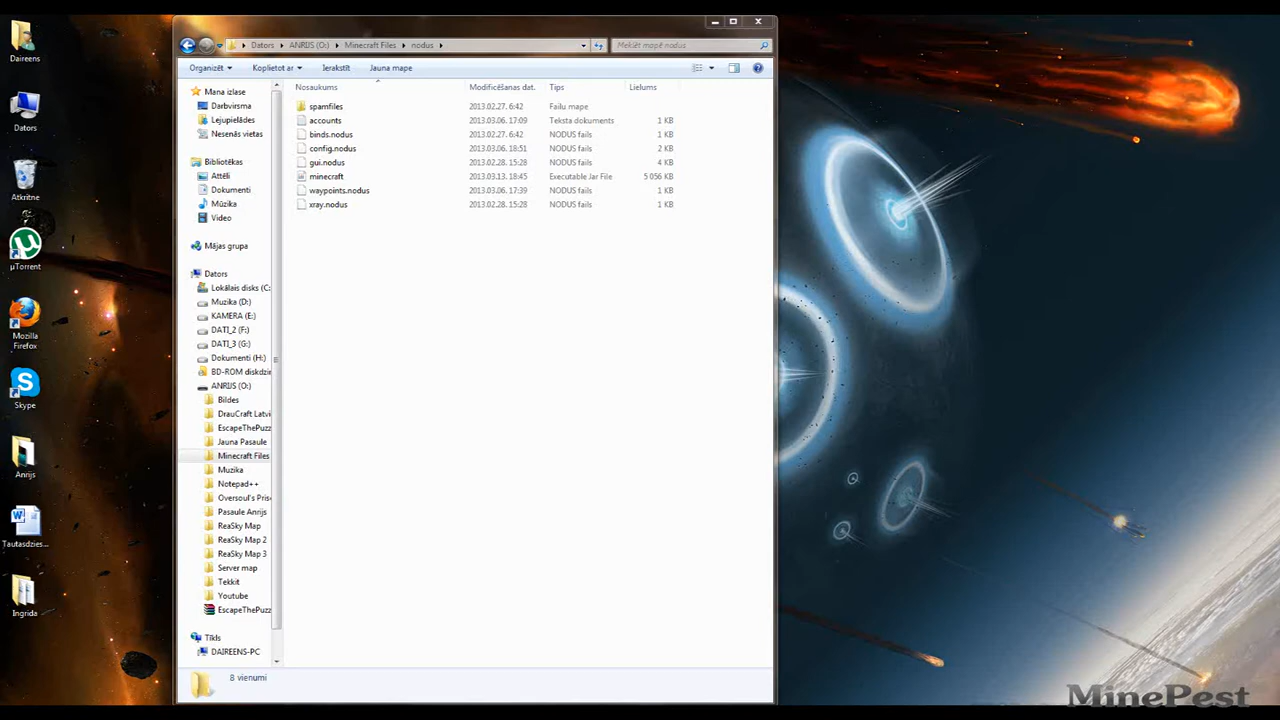 Daireens
Dators
Atkritne
µTorrent
Mozilla
Firefox
Skype
Anrijs
Tautasdzies...
Ingrida
Dators ▸ ANRIJS (O:) ▸ Minecraft Files ▸ nodus ▸
Meklēt mapē nodus
Organizēt ▾ Koplietot ar ▾ Ierakstīt Jauna mape
Mana izlase
Darbvirsma
Lejupielādes
Nesenās vietas
Bibliotēkas
Attēli
Dokumenti
Mūzika
Video
Mājas grupa
Dators
Lokālais disks (C:
Muzika (D:)
KAMERA (E:)
DATI_2 (F:)
DATI_3 (G:)
Dokumenti (H:)
BD-ROM diskdzin
ANRIJS (O:)
Bildes
DrauCraft Latvi
EscapeThePuzz
Jauna Pasaule
Minecraft Files
Muzika
Notepad++
Oversoul's Pris
Pasaule Anrijs
ReaSky Map
ReaSky Map 2
ReaSky Map 3
Server map
Tekkit
Youtube
EscapeThePuzz
Tīkls
DAIREENS-PC
Nosaukums Modificēšanas dat. Tips Lielums
spamfiles 2013.02.27. 6:42 Failu mape
accounts 2013.03.06. 17:09 Teksta dokuments 1 KB
binds.nodus 2013.02.27. 6:42 NODUS fails 1 KB
config.nodus 2013.03.06. 18:51 NODUS fails 2 KB
gui.nodus 2013.02.28. 15:28 NODUS fails 4 KB
minecraft 2013.03.13. 18:45 Executable Jar File 5 056 KB
waypoints.nodus 2013.03.06. 17:39 NODUS fails 1 KB
xray.nodus 2013.02.28. 15:28 NODUS fails 1 KB
8 vienumi
MinePest